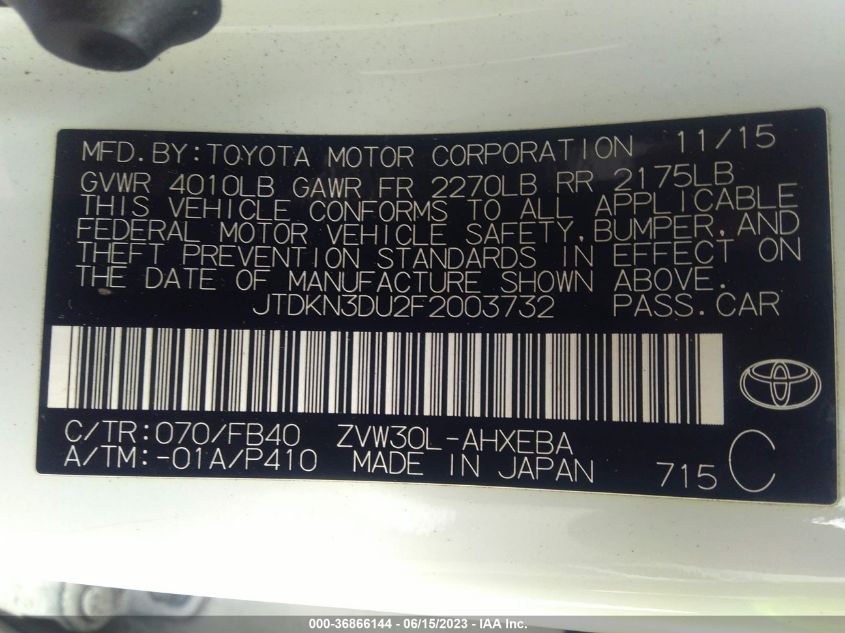 MFD.BY:TOYOTA MOTOR CORPORATION 11/15
GVWR 4010LB GAWR FR 2270LB RR 2175LB
THIS VEHICLE CONFORMS TO ALL APPLICABLE
FEDERAL MOTOR VEHICLE SAFETY,BUMPER,AND
THEFT PREVENTION STANDARDS IN EFFECT ON
THE DATE OF MANUFACTURE SHOWN ABOVE.
JTDKN3DU2F2003732 PASS.CAR
C/TR:070/FB40 ZVW30L-AHXEBA
A/TM:-01A/P410 MADE IN JAPAN 715 C
000-36866144 - 06/15/2023 - IAA Inc.